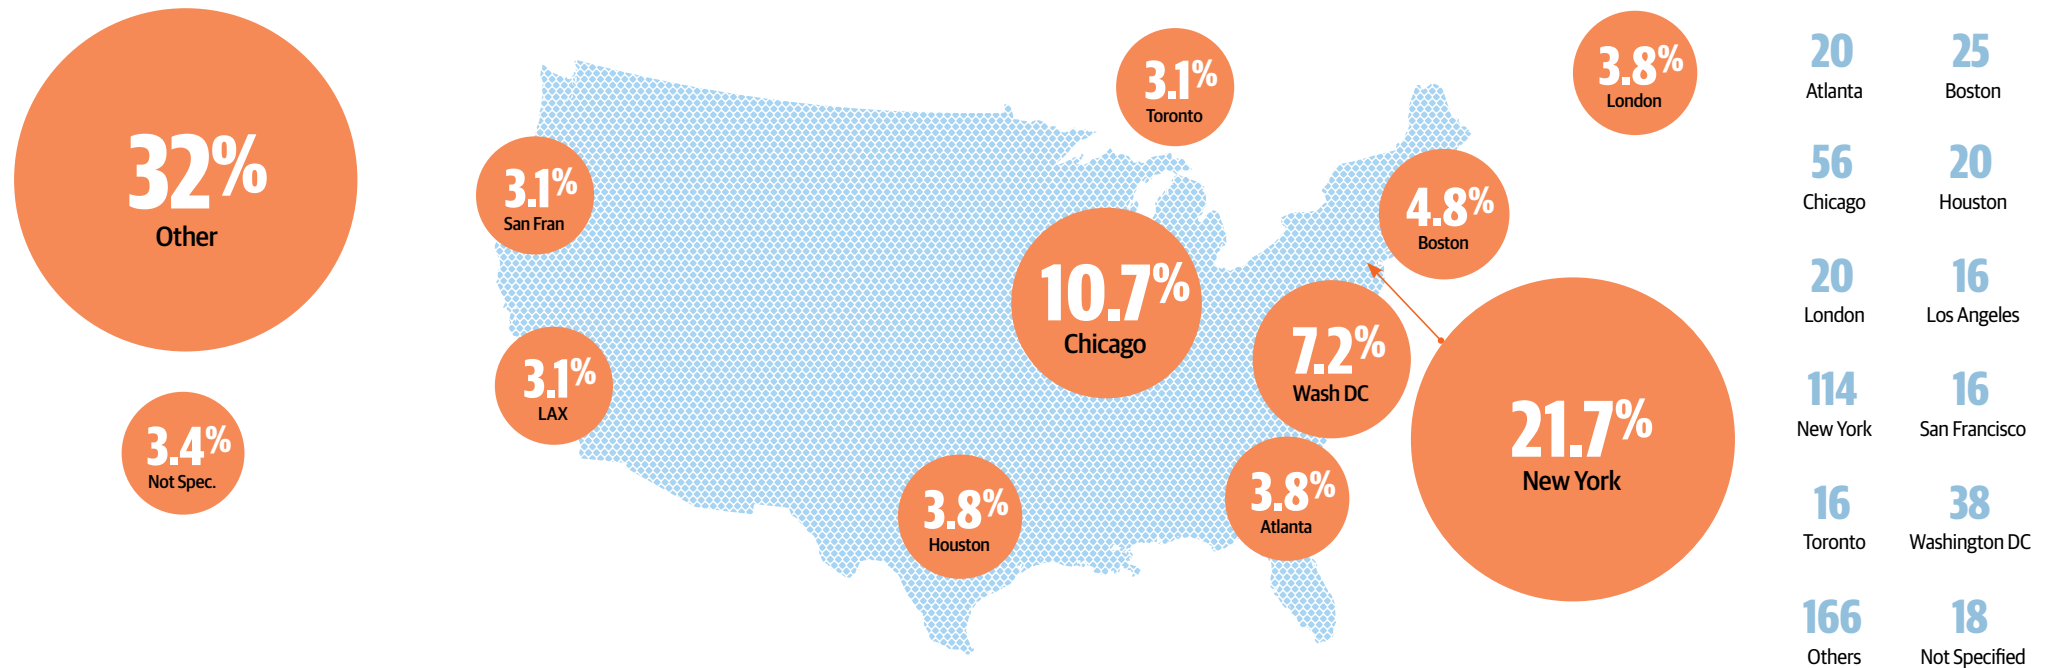 32%
Other
3.4%
Not Spec.
3.1%
San Fran
3.1%
LAX
3.1%
Toronto
10.7%
Chicago
3.8%
Houston
3.8%
London
4.8%
Boston
7.2%
Wash DC
21.7%
New York
3.8%
Atlanta
20 25
Atlanta Boston
56 20
Chicago Houston
20 16
London Los Angeles
114 16
New York San Francisco
16 38
Toronto Washington DC
166 18
Others Not Specified